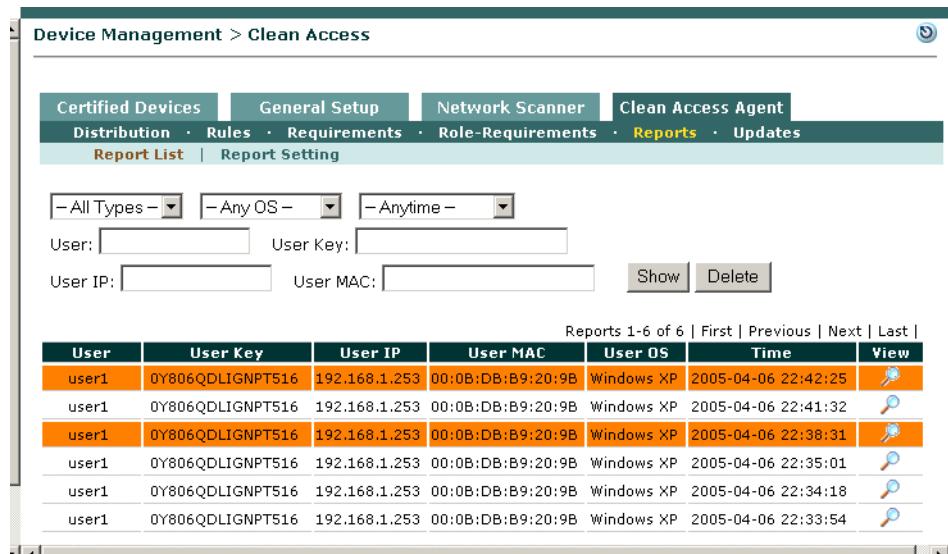 Device Management > Clean Access
Certified Devices General Setup Network Scanner Clean Access Agent
Distribution · Rules · Requirements · Role-Requirements · Reports · Updates
Report List | Report Setting
– All Types – – Any OS – – Anytime –
User: User Key:
User IP: User MAC: Show Delete
Reports 1-6 of 6 | First | Previous | Next | Last |
User User Key User IP User MAC User OS Time View
user1 0Y806QDLIGNPT516 192.168.1.253 00:0B:DB:B9:20:9B Windows XP 2005-04-06 22:42:25
user1 0Y806QDLIGNPT516 192.168.1.253 00:0B:DB:B9:20:9B Windows XP 2005-04-06 22:41:32
user1 0Y806QDLIGNPT516 192.168.1.253 00:0B:DB:B9:20:9B Windows XP 2005-04-06 22:38:31
user1 0Y806QDLIGNPT516 192.168.1.253 00:0B:DB:B9:20:9B Windows XP 2005-04-06 22:35:01
user1 0Y806QDLIGNPT516 192.168.1.253 00:0B:DB:B9:20:9B Windows XP 2005-04-06 22:34:18
user1 0Y806QDLIGNPT516 192.168.1.253 00:0B:DB:B9:20:9B Windows XP 2005-04-06 22:33:54